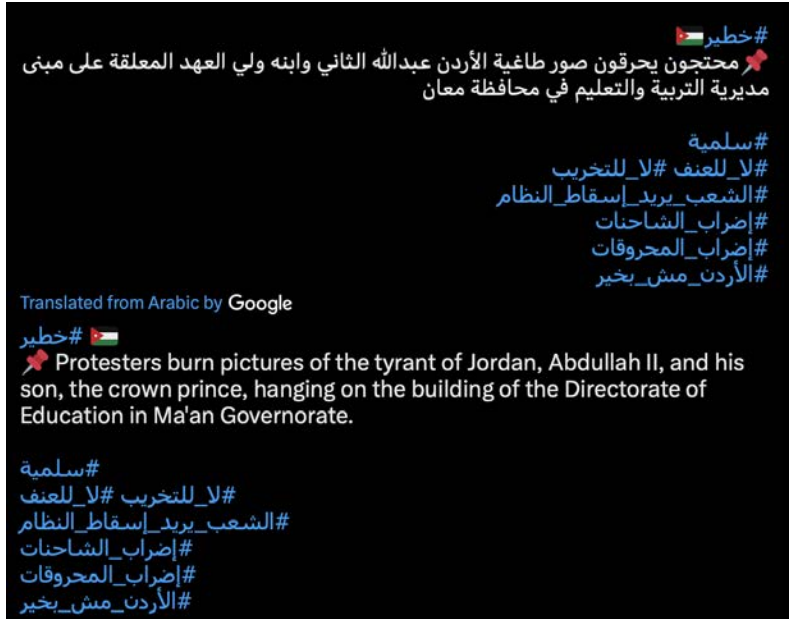 #خطير🇯🇴
📌محتجون يحرقون صور طاغية الأردن عبدالله الثاني وابنه ولي العهد المعلقة على مبنى
مديرية التربية والتعليم في محافظة معان
#سلمية
#لا_للعنف #لا_للتخريب
#الشعب_يريد_إسقاط_النظام
#إضراب_الشاحنات
#إضراب_المحروقات
#الأردن_مش_بخير
Translated from Arabic by Google
🇯🇴 #خطير
📌 Protesters burn pictures of the tyrant of Jordan, Abdullah II, and his
son, the crown prince, hanging on the building of the Directorate of
Education in Ma'an Governorate.
#سلمية
#لا_للعنف #لا_للتخريب
#الشعب_يريد_إسقاط_النظام
#إضراب_الشاحنات
#إضراب_المحروقات
#الأردن_مش_بخير